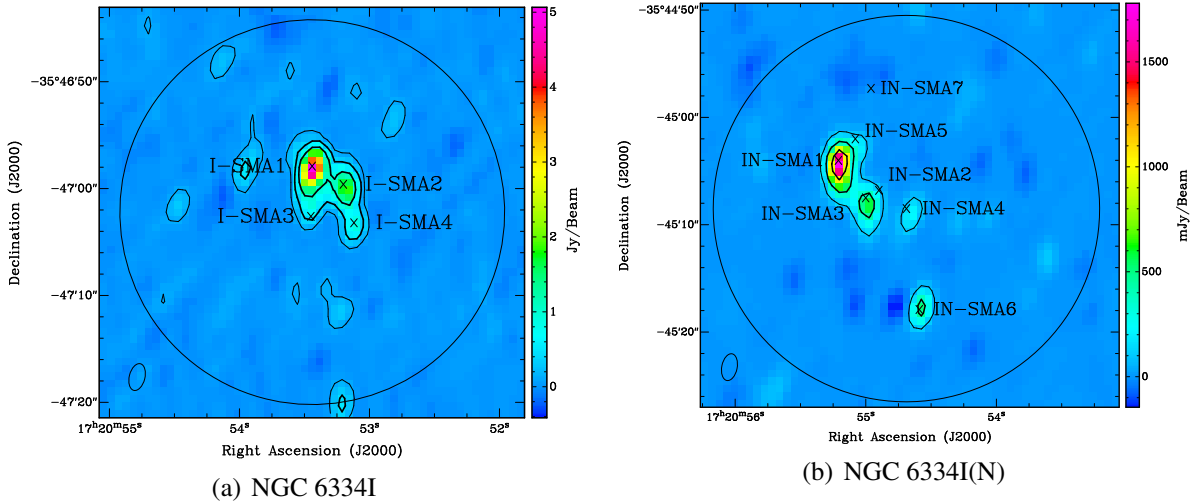 −35°46′50″
−47′00″
−47′10″
−47′20″
Declination (J2000)
I−SMA1
I−SMA2
I−SMA3
I−SMA4
17ʰ20ᵐ55ˢ
54ˢ
53ˢ
52ˢ
Right Ascension (J2000)
5
4
3
2
1
0
Jy/Beam
(a) NGC 6334I
−35°44′50″
−45′00″
−45′10″
−45′20″
Declination (J2000)
IN−SMA7
IN−SMA5
IN−SMA1
IN−SMA2
IN−SMA3
IN−SMA4
IN−SMA6
17ʰ20ᵐ56ˢ
55ˢ
54ˢ
Right Ascension (J2000)
1500
1000
500
0
mJy/Beam
(b) NGC 6334I(N)